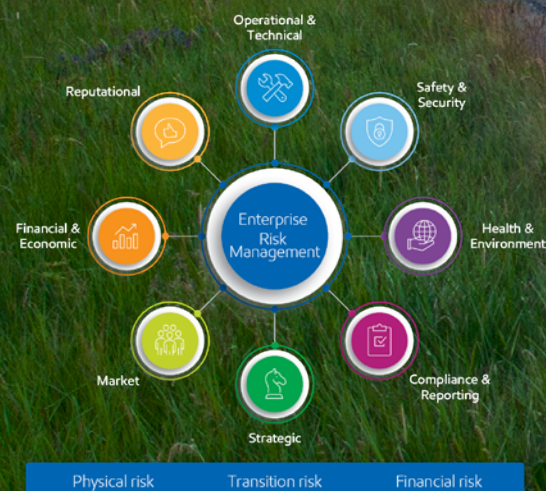 Operational &
Technical
Reputational
Safety &
Security
Enterprise
Risk
Management
Financial &
Economic
Health &
Environment
Market
Compliance &
Reporting
Strategic
Physical risk
Transition risk
Financial risk